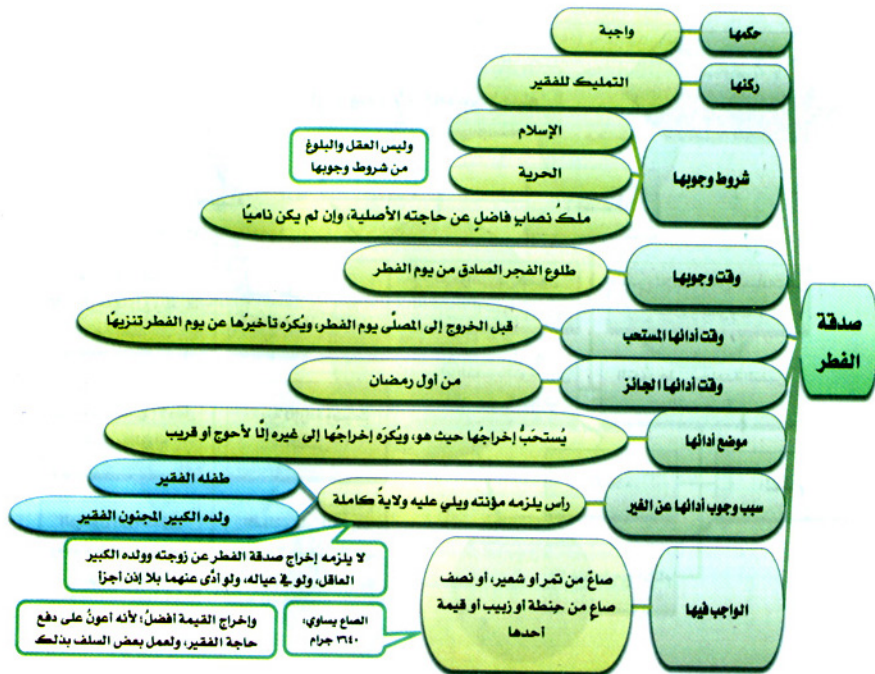 صدقة
الفطر
حكمها
واجبة
ركنها
التمليك للفقير
شروط وجوبها
الإسلام
الحرية
ملكُ نصابٍ فاضلٍ عن حاجته الأصلية، وإن لم يكن ناميًا
وليس العقل والبلوغ
من شروط وجوبها
وقت وجوبها
طلوع الفجر الصادق من يوم الفطر
وقت أدائها المستحب
قبل الخروج إلى المصلَّى يوم الفطر، ويُكرَه تأخيرُها عن يوم الفطر تنزيهًا
وقت أدائها الجائز
من أول رمضان
موضع أدائها
يُستحَبُّ إخراجُها حيث هو، ويُكرَه إخراجُها إلى غيره إلَّا لأحوج أو قريب
سبب وجوب أدائها عن الغير
رأس يلزمه مؤنته ويلي عليه ولايةً كاملة
طفله الفقير
ولده الكبير المجنون الفقير
لا يلزمه إخراج صدقة الفطر عن زوجته وولده الكبير
العاقل، ولو في عياله، ولو أدَّى عنهما بلا إذن أجزأ
الواجب فيها
صاعٌ من تمر أو شعير، أو نصف
صاعٍ من حِنطة أو زبيب أو قيمة
أحدها
الصاع يساوي:
٣٦٤٠ جرام
وإخراج القيمة أفضلُ؛ لأنه أعونُ على دفع
حاجة الفقير، ولعمل بعض السلف بذلك